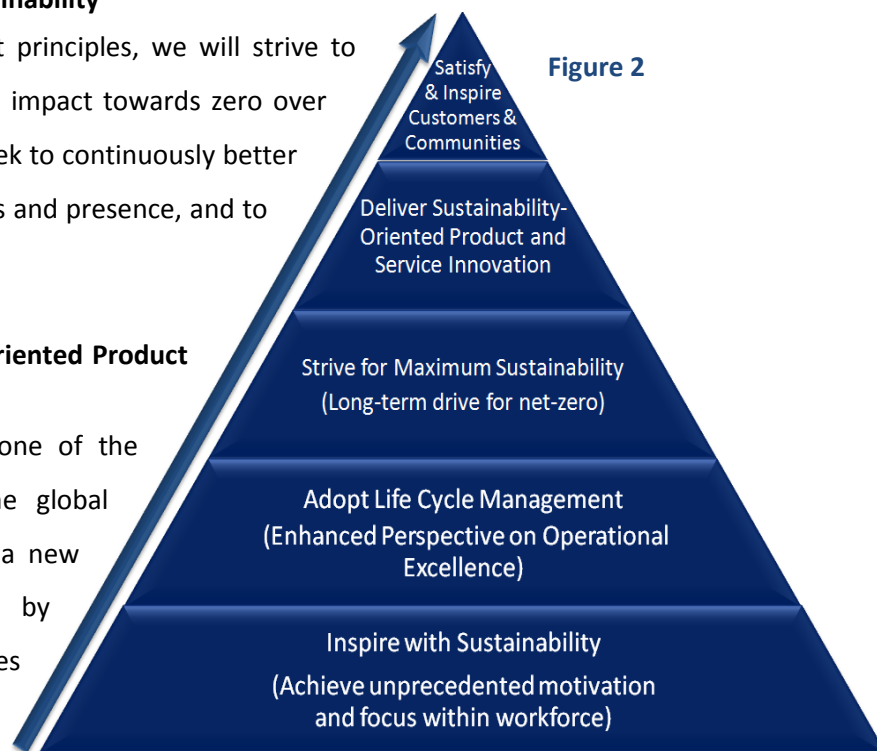 t principles, we will strive to
impact towards zero over
ek to continuously better
s and presence, and to
riented Product
one of the
e global
a new
by
es
Figure 2
Satisfy
& Inspire
Customers &
Communities
Deliver Sustainability-
Oriented Product and
Service Innovation
Strive for Maximum Sustainability
(Long-term drive for net-zero)
Adopt Life Cycle Management
(Enhanced Perspective on Operational
Excellence)
Inspire with Sustainability
(Achieve unprecedented motivation
and focus within workforce)